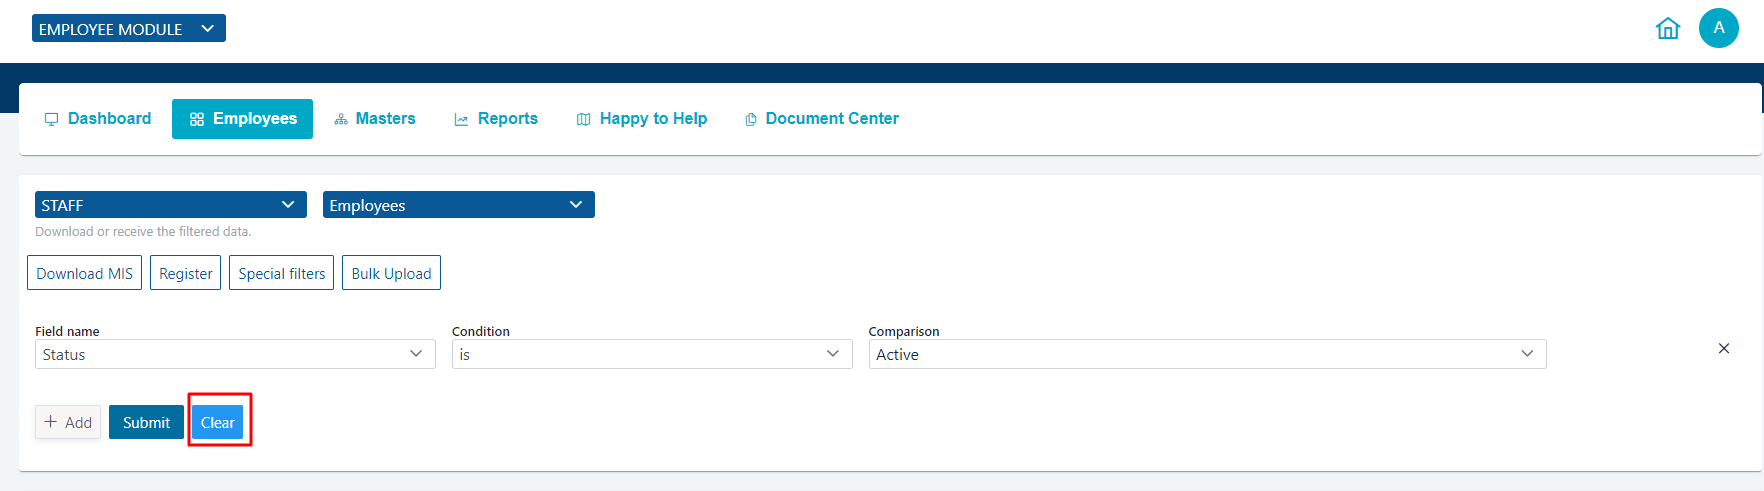 EMPLOYEE MODULE
A
Dashboard Employees Masters Reports Happy to Help Document Center
STAFF Employees
Download or receive the filtered data.
Download MIS Register Special filters Bulk Upload
Field name Condition Comparison
Status is Active
+ Add Submit Clear